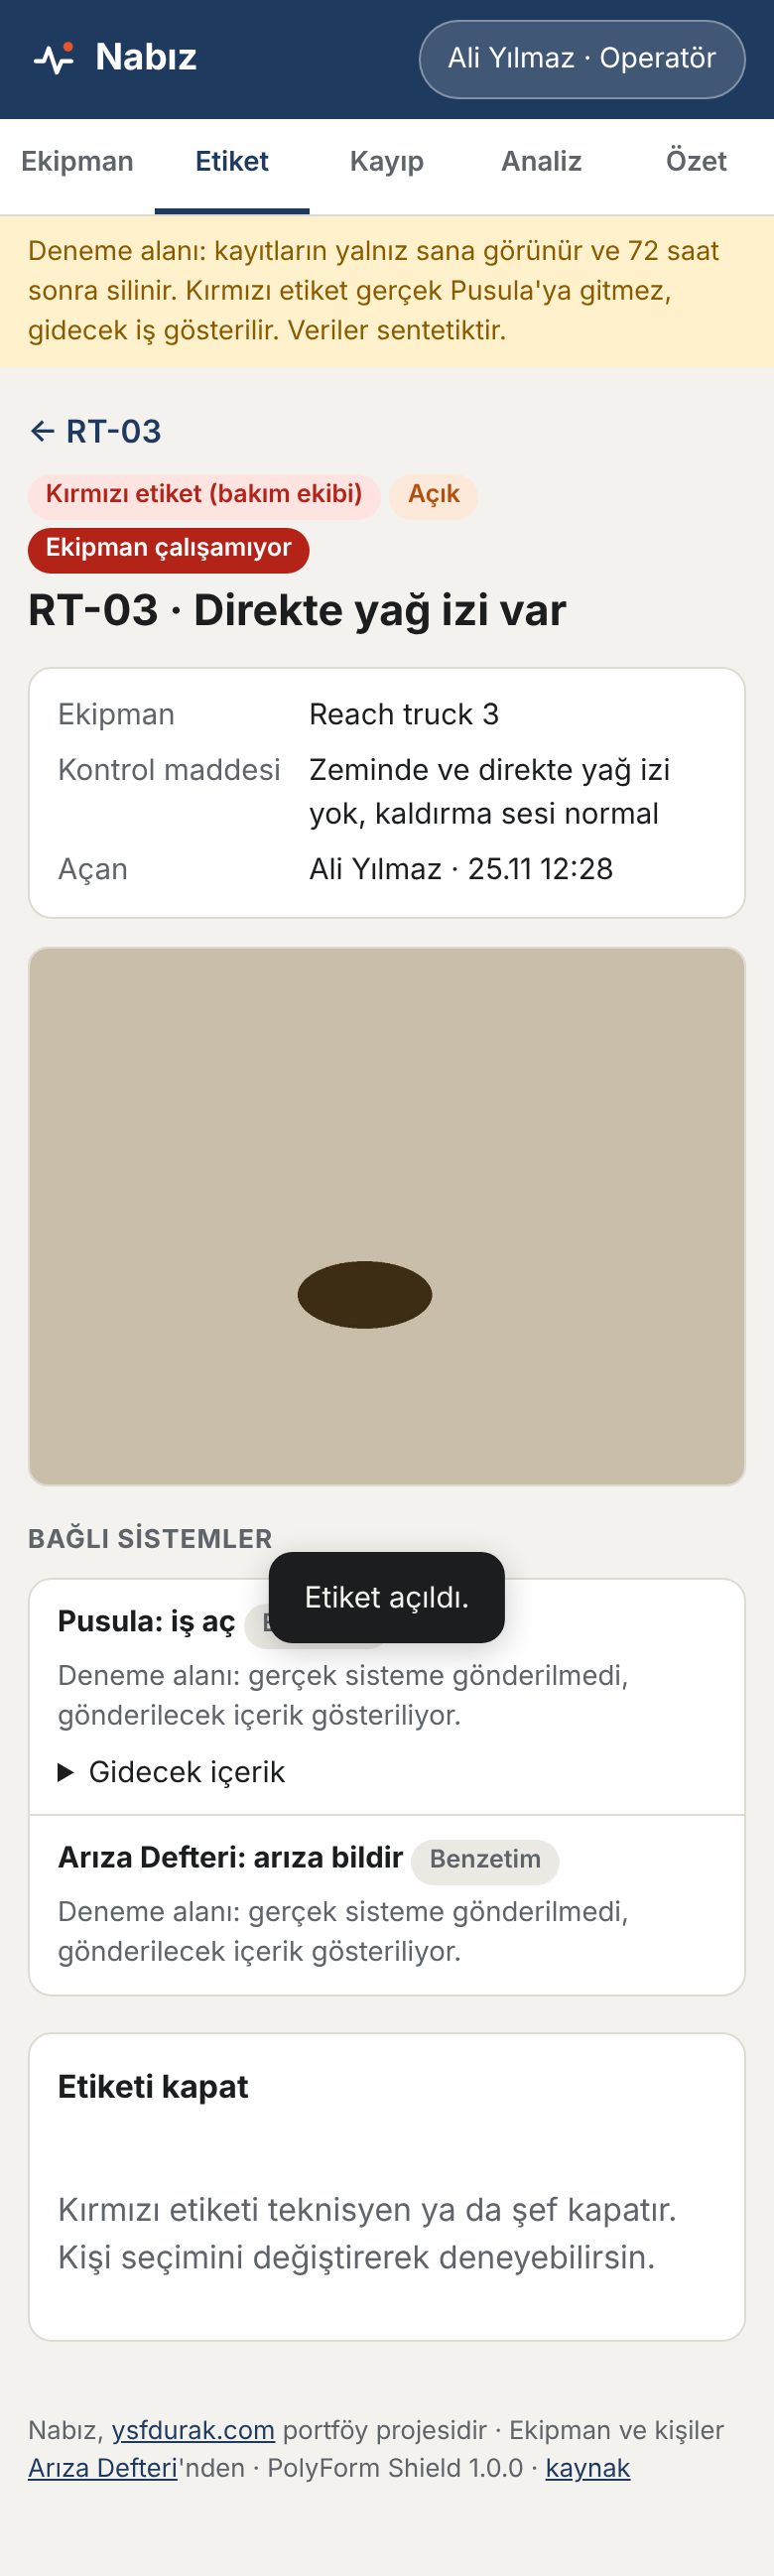 Nabız
Ali Yılmaz · Operatör
Ekipman Etiket Kayıp Analiz Özet
Deneme alanı: kayıtların yalnız sana görünür ve 72 saat
sonra silinir. Kırmızı etiket gerçek Pusula'ya gitmez,
gidecek iş gösterilir. Veriler sentetiktir.
← RT-03
Kırmızı etiket (bakım ekibi) Açık
Ekipman çalışamıyor
RT-03 · Direkte yağ izi var
Ekipman Reach truck 3
Kontrol maddesi Zeminde ve direkte yağ izi
yok, kaldırma sesi normal
Açan Ali Yılmaz · 25.11 12:28
BAĞLI SİSTEMLER
Etiket açıldı.
Pusula: iş aç
Deneme alanı: gerçek sisteme gönderilmedi,
gönderilecek içerik gösteriliyor.
▶ Gidecek içerik
Arıza Defteri: arıza bildir Benzetim
Deneme alanı: gerçek sisteme gönderilmedi,
gönderilecek içerik gösteriliyor.
Etiketi kapat
Kırmızı etiketi teknisyen ya da şef kapatır.
Kişi seçimini değiştirerek deneyebilirsin.
Nabız, ysfdurak.com portföy projesidir · Ekipman ve kişiler
Arıza Defteri'nden · PolyForm Shield 1.0.0 · kaynak